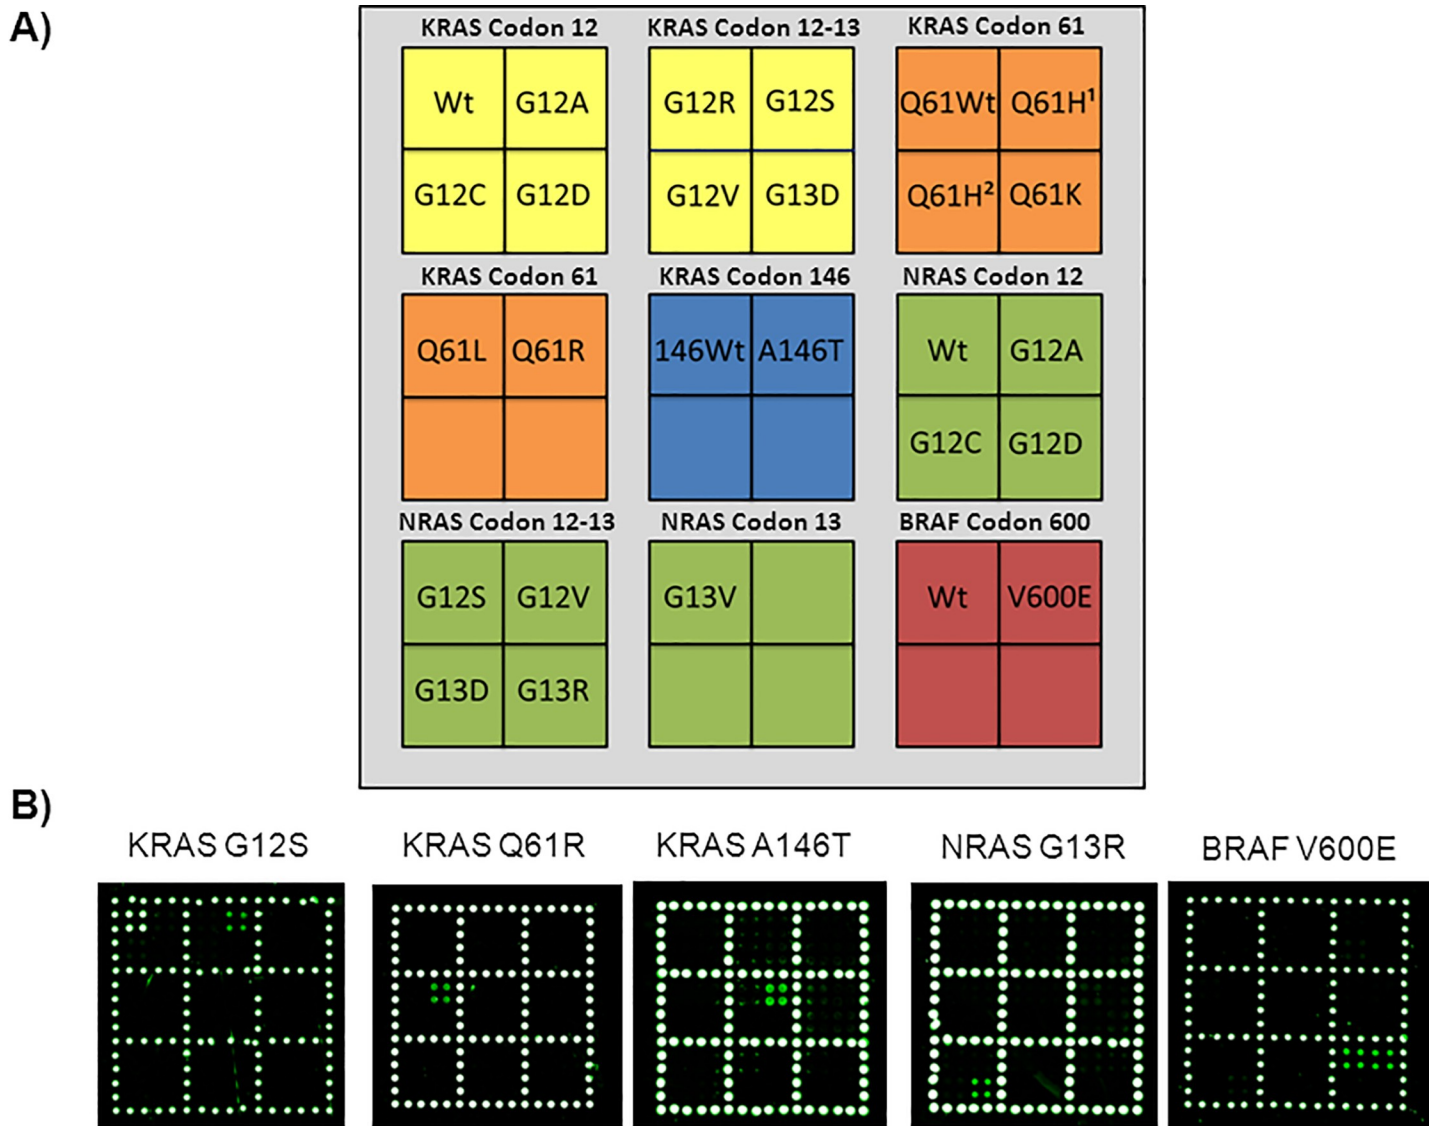 A)
KRAS Codon 12 KRAS Codon 12-13 KRAS Codon 61
Wt G12A G12R G12S Q61Wt Q61H¹
G12C G12D G12V G13D Q61H² Q61K
KRAS Codon 61 KRAS Codon 146 NRAS Codon 12
Q61L Q61R 146Wt A146T Wt G12A
G12C G12D
NRAS Codon 12-13 NRAS Codon 13 BRAF Codon 600
G12S G12V G13V Wt V600E
G13D G13R
B)
KRAS G12S KRAS Q61R KRAS A146T NRAS G13R BRAF V600E